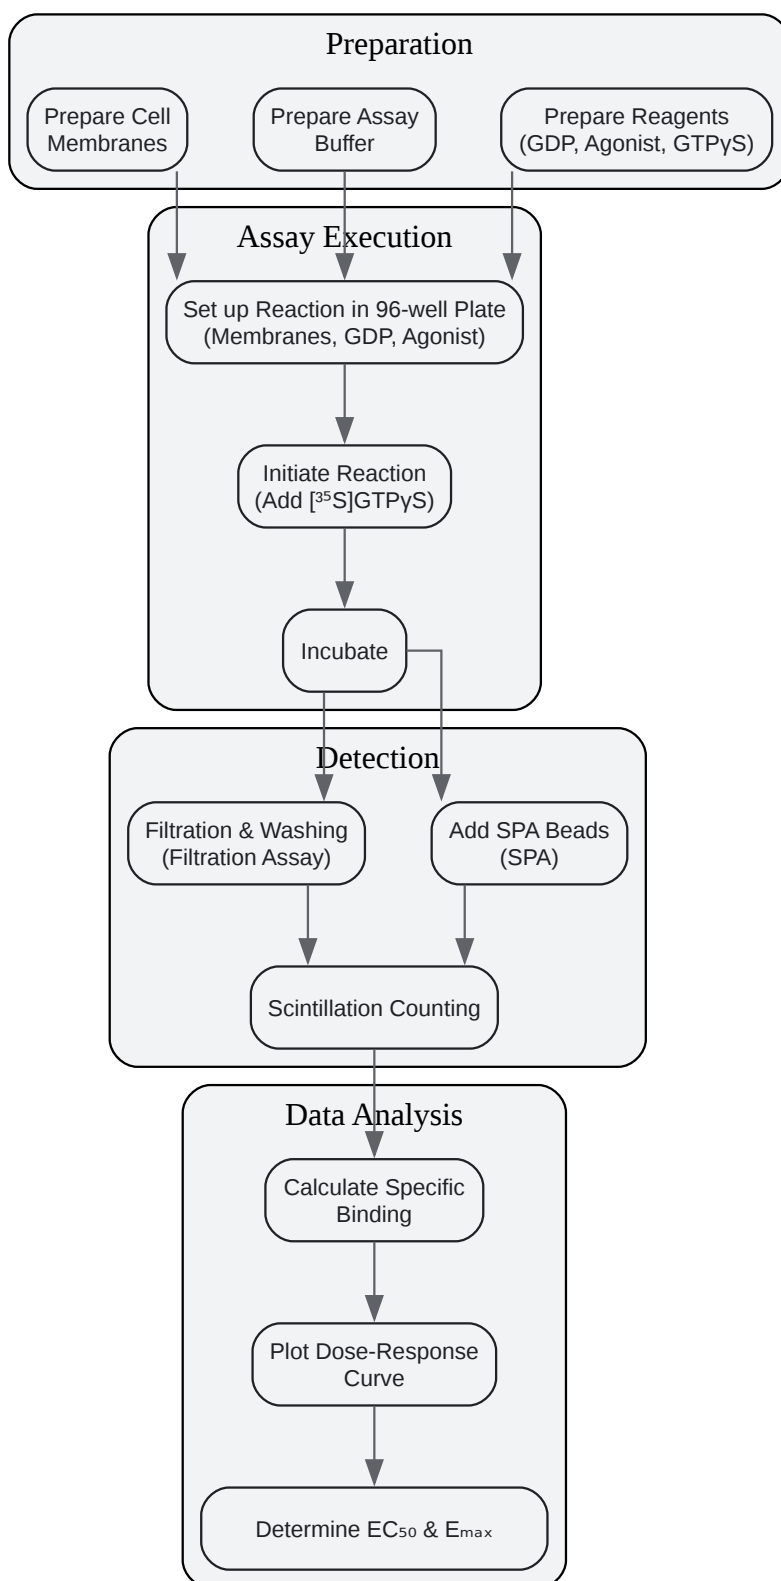 Preparation
Prepare Cell
Membranes
Prepare Assay
Buffer
Prepare Reagents
(GDP, Agonist, GTPγS)
Assay Execution
Set up Reaction in 96-well Plate
(Membranes, GDP, Agonist)
Initiate Reaction
(Add [³⁵S]GTPγS)
Incubate
Detection
Filtration & Washing
(Filtration Assay)
Add SPA Beads
(SPA)
Scintillation Counting
Data Analysis
Calculate Specific
Binding
Plot Dose-Response
Curve
Determine EC₅₀ & Eₘₐₓ